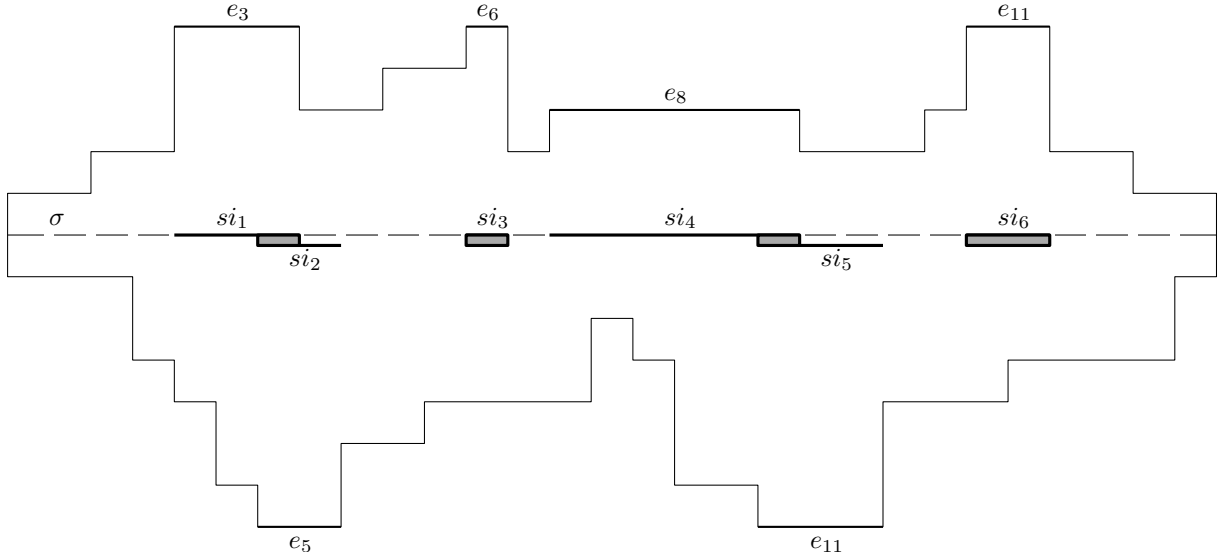 e₃ e₆ e₁₁
e₈
σ si₁ si₃ si₄ si₆
si₂ si₅
e₅ e₁₁